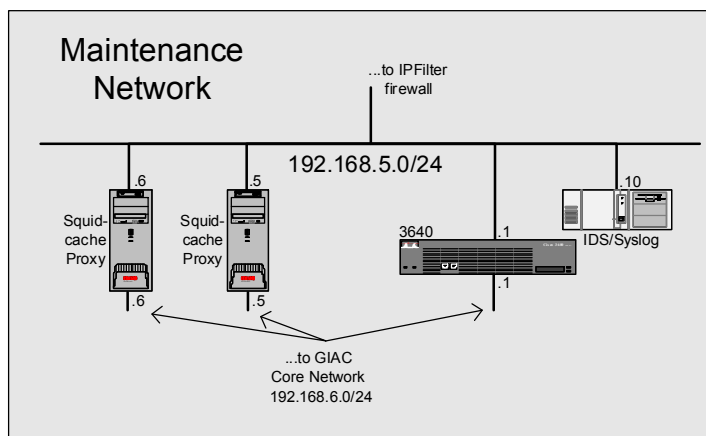 Maintenance
Network
...to IPFilter
firewall
192.168.5.0/24
.6
.5
.1
.10
Squid-
cache
Proxy
Squid-
cache
Proxy
3640
IDS/Syslog
.6
.5
.1
...to GIAC
Core Network
192.168.6.0/24